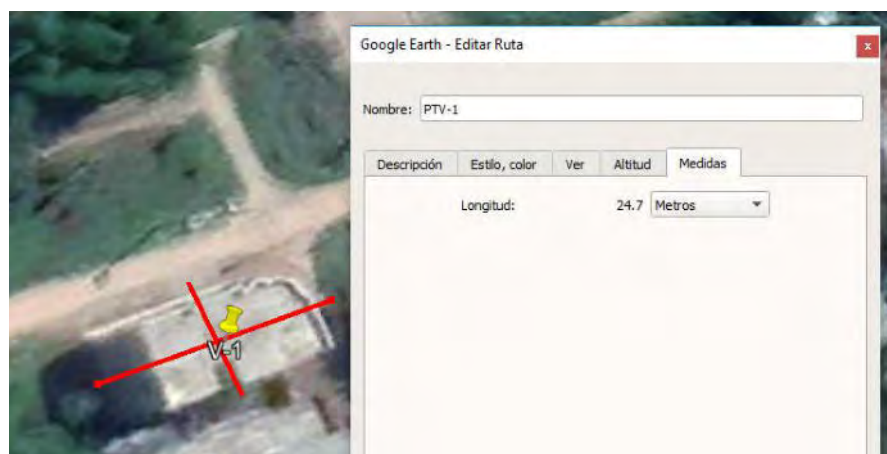 Google Earth - Editar Ruta
x
Nombre: PTV-1
Descripción Estilo, color Ver Altitud Medidas
Longitud: 24.7 Metros
V-1